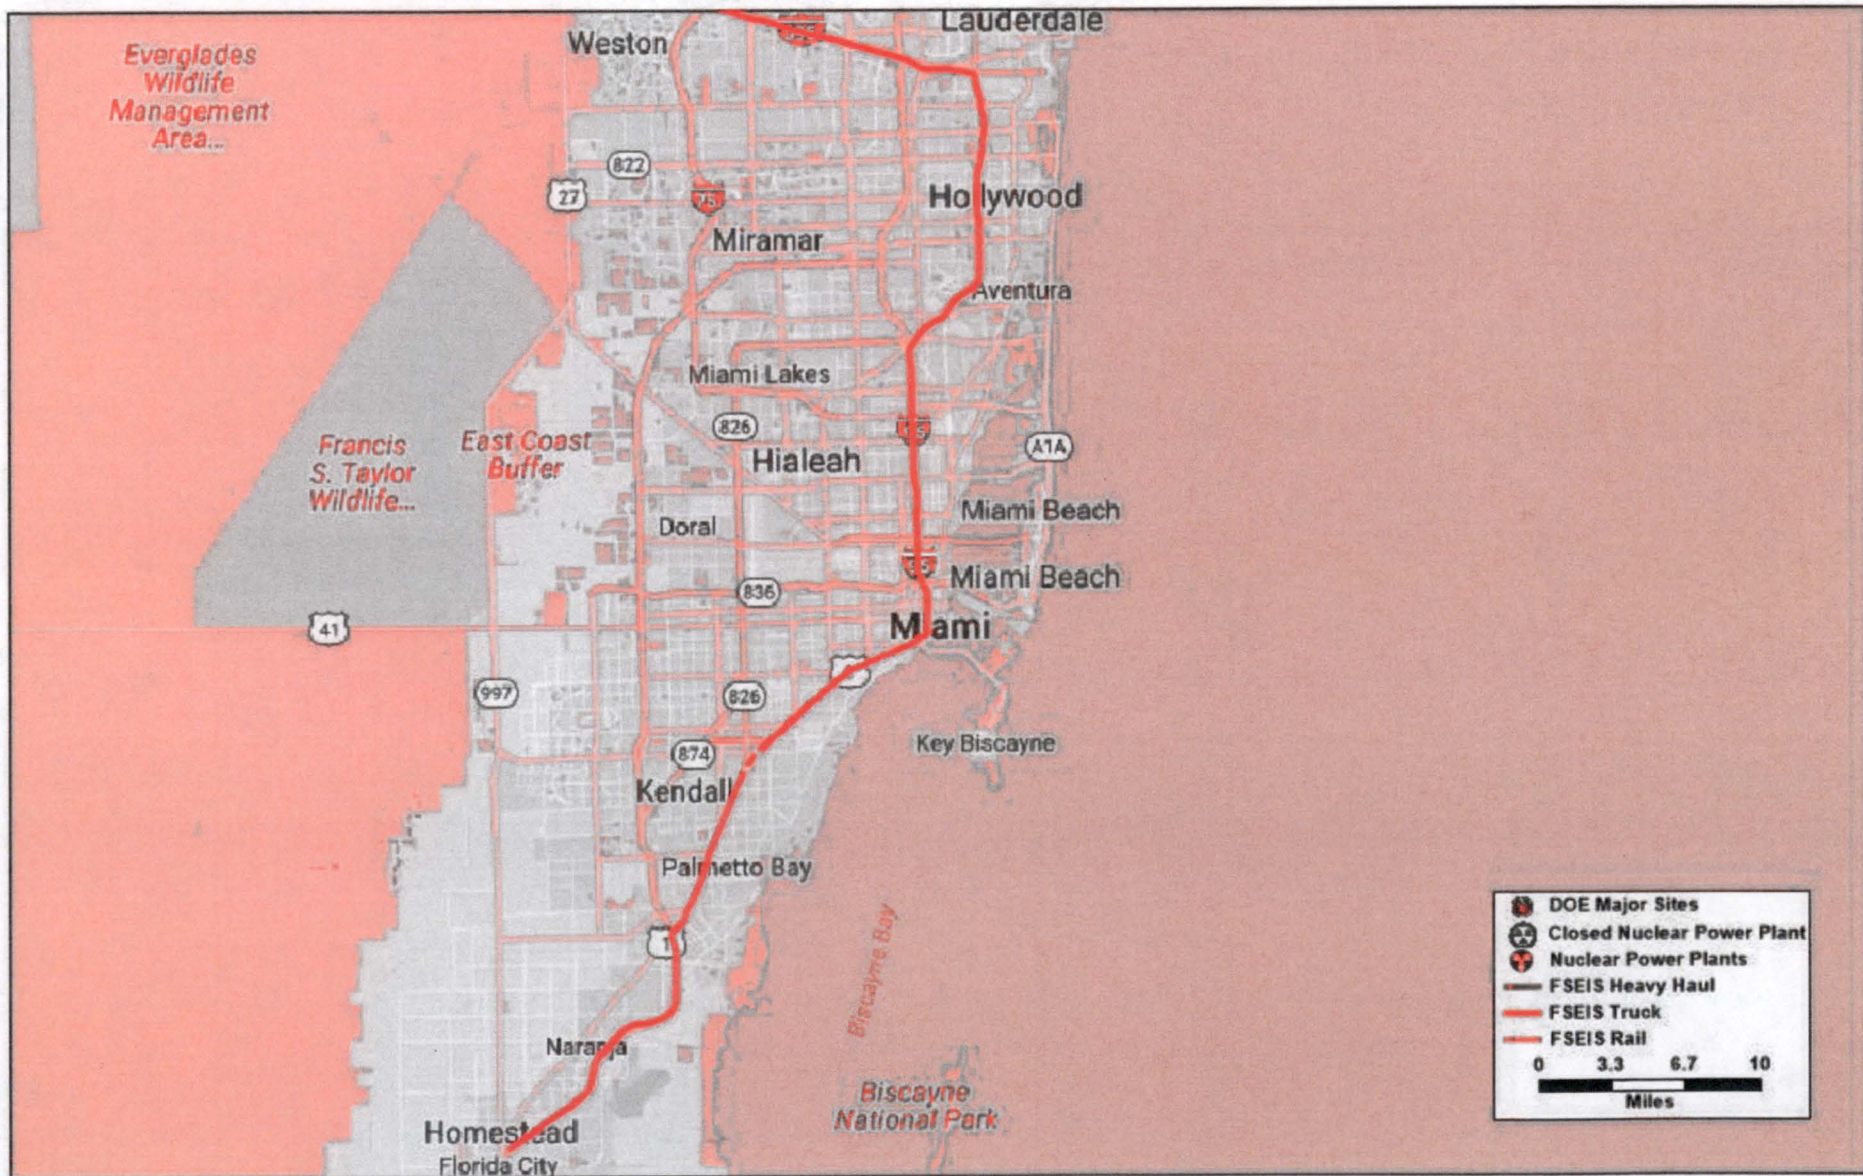 Lauderdale
Weston
Everglades
Wildlife
Management
Area...
822
27
75
Hollywood
Miramar
Aventura
Miami Lakes
826
95
A1A
Francis
S. Taylor
Wildlife...
East Coast
Buffer
Hialeah
Miami Beach
Doral
95
Miami Beach
836
Miami
41
997
826
Key Biscayne
874
Kendall
Palmetto Bay
1
Biscayne Bay
Naranja
Biscayne
National Park
Homestead
Florida City
DOE Major Sites
Closed Nuclear Power Plant
Nuclear Power Plants
FSEIS Heavy Haul
FSEIS Truck
FSEIS Rail
0 3.3 6.7 10
Miles